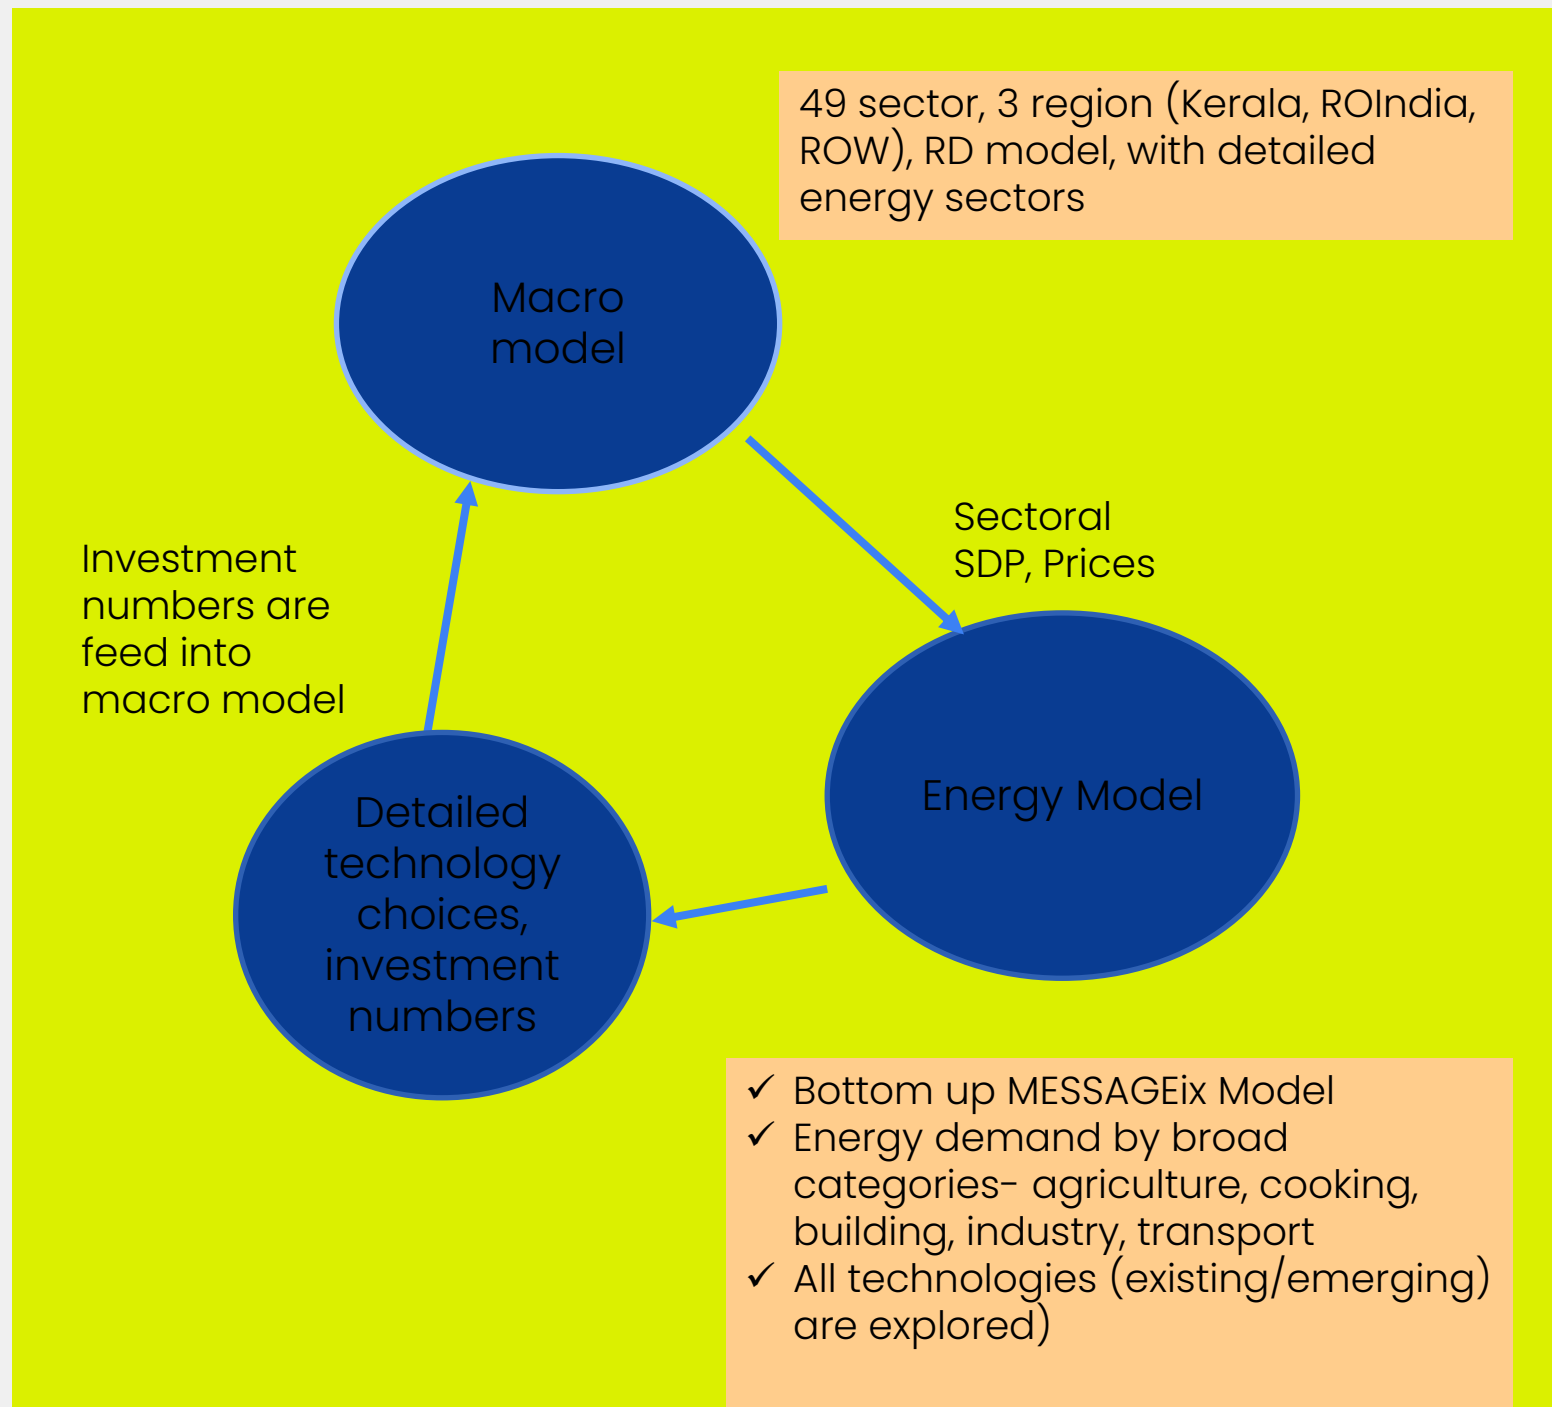 49 sector, 3 region (Kerala, ROIndia,
ROW), RD model, with detailed
energy sectors
Macro
model
Sectoral
SDP, Prices
Investment
numbers are
feed into
macro model
Energy Model
Detailed
technology
choices,
investment
numbers
✓ Bottom up MESSAGEix Model
✓ Energy demand by broad
categories- agriculture, cooking,
building, industry, transport
✓ All technologies (existing/emerging)
are explored)